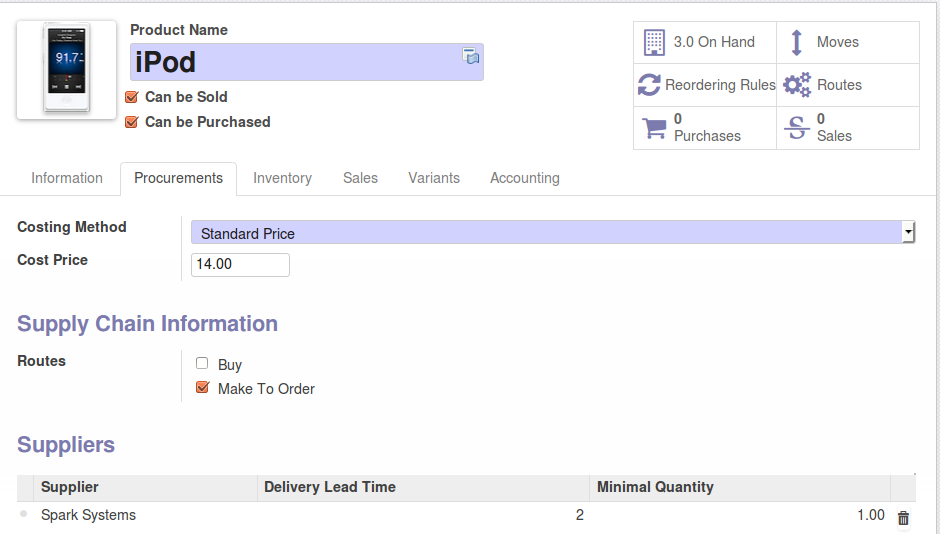 Product Name
iPod
91.7
Can be Sold
Can be Purchased
3.0 On Hand
Moves
Reordering Rules
Routes
0
Purchases
0
Sales
Information Procurements Inventory Sales Variants Accounting
Costing Method Standard Price
Cost Price 14.00
Supply Chain Information
Routes Buy
Make To Order
Suppliers
Supplier Delivery Lead Time Minimal Quantity
Spark Systems 2 1.00